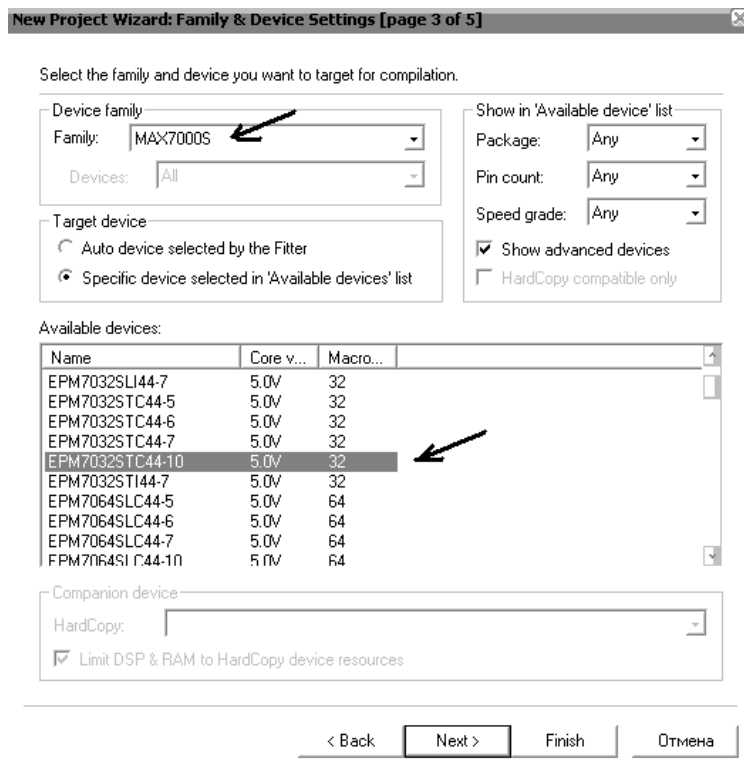 New Project Wizard: Family & Device Settings [page 3 of 5]
Select the family and device you want to target for compilation.
Device family
Family: MAX7000S
Devices: All
Target device
Auto device selected by the Fitter
Specific device selected in 'Available devices' list
Show in 'Available device' list
Package: Any
Pin count: Any
Speed grade: Any
Show advanced devices
HardCopy compatible only
Available devices:
Name Core v... Macro...
EPM7032SLI44-7 5.0V 32
EPM7032STC44-5 5.0V 32
EPM7032STC44-6 5.0V 32
EPM7032STC44-7 5.0V 32
EPM7032STC44-10 5.0V 32
EPM7032STI44-7 5.0V 32
EPM7064SLC44-5 5.0V 64
EPM7064SLC44-6 5.0V 64
EPM7064SLC44-7 5.0V 64
EPM7064SLC44-10 5.0V 64
Companion device
HardCopy:
Limit DSP & RAM to HardCopy device resources
< Back Next > Finish Отмена